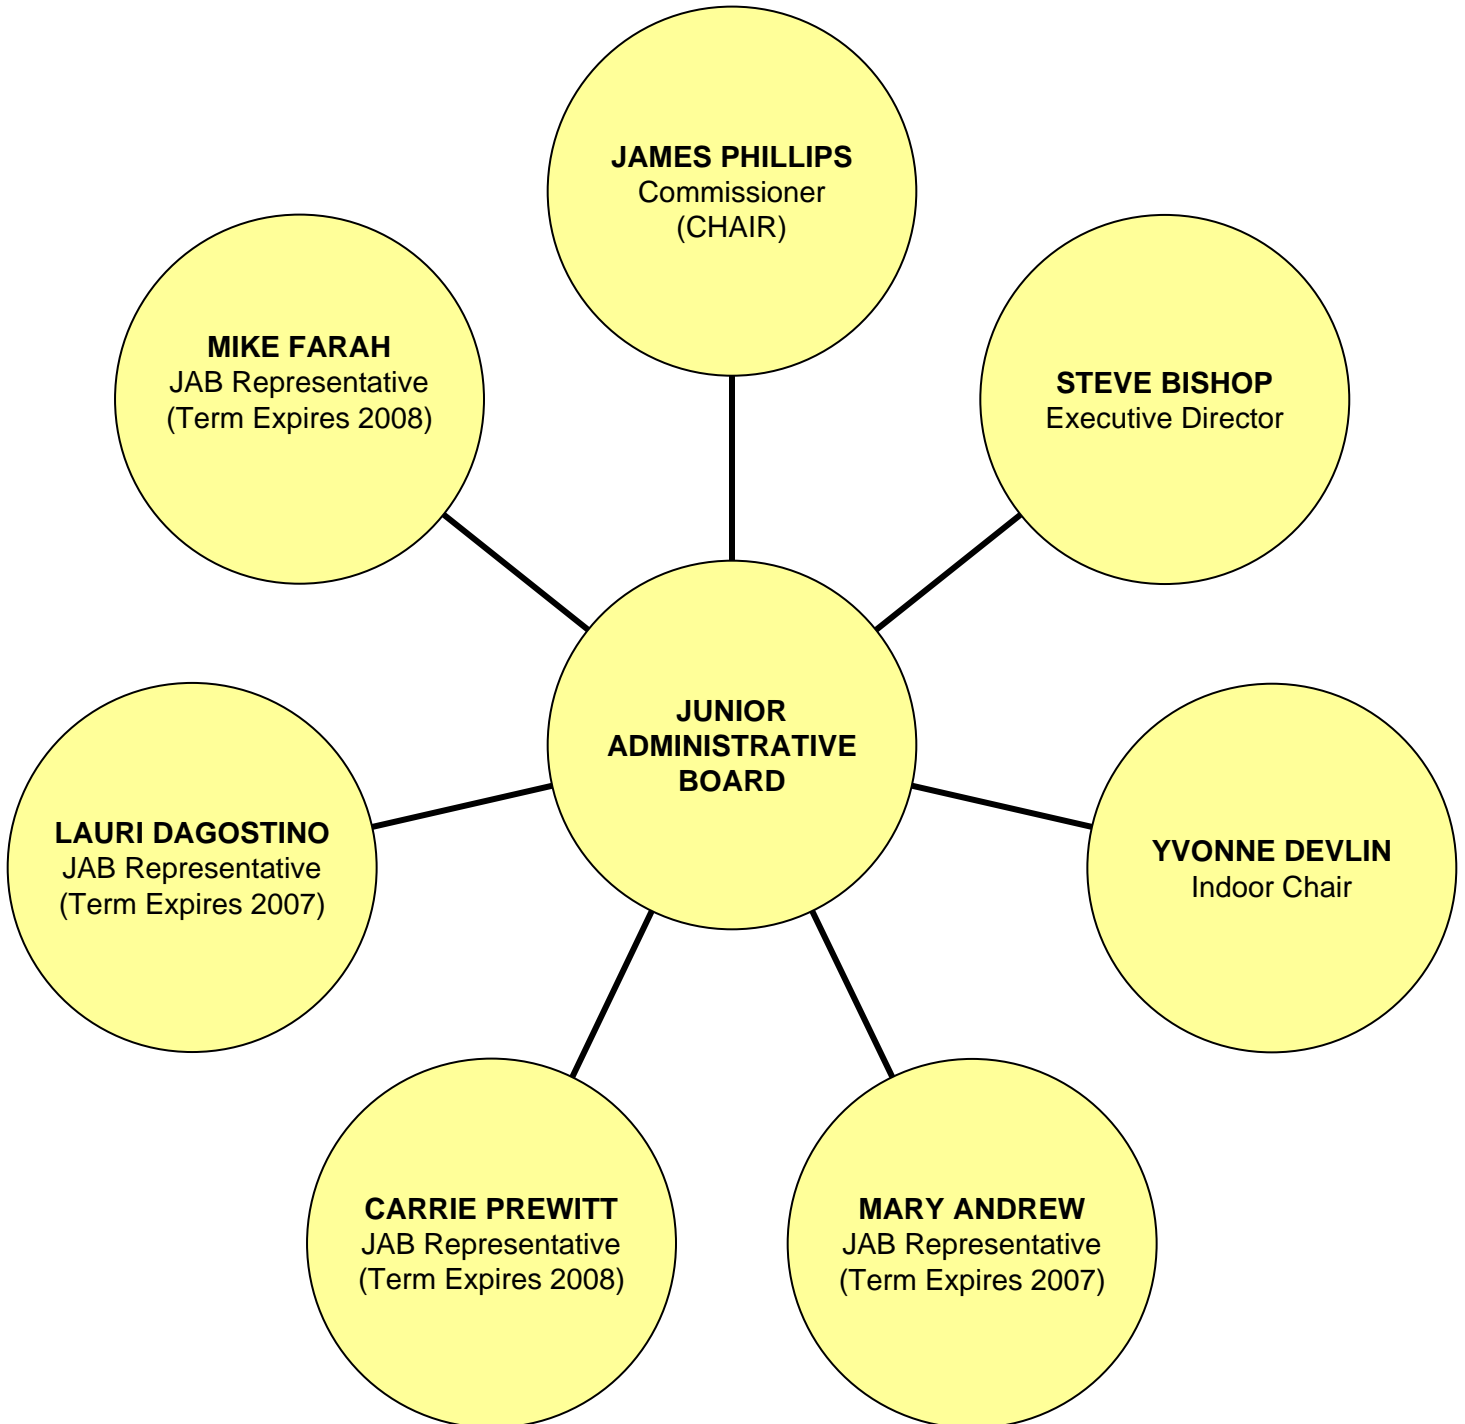 JAMES PHILLIPS
Commissioner
(CHAIR)
MIKE FARAH
JAB Representative
(Term Expires 2008)
STEVE BISHOP
Executive Director
JUNIOR
ADMINISTRATIVE
BOARD
LAURI DAGOSTINO
JAB Representative
(Term Expires 2007)
YVONNE DEVLIN
Indoor Chair
CARRIE PREWITT
JAB Representative
(Term Expires 2008)
MARY ANDREW
JAB Representative
(Term Expires 2007)